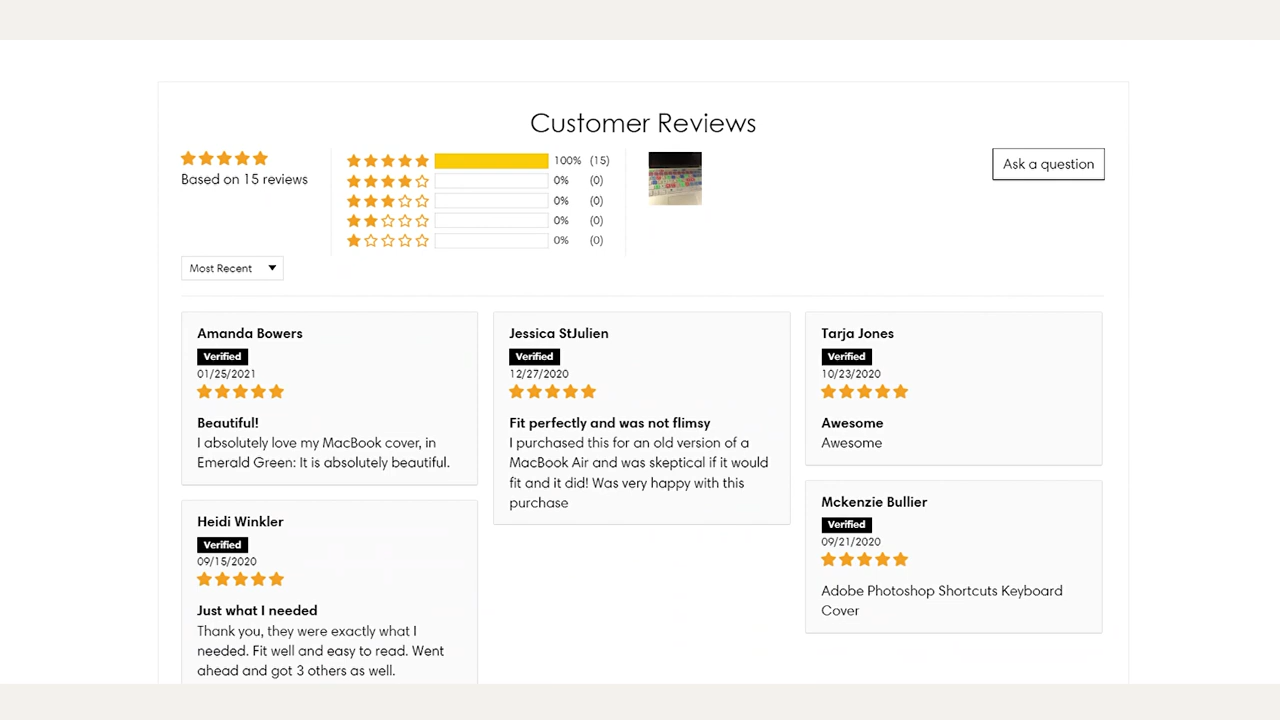 Customer Reviews
Based on 15 reviews
100% (15)
0% (0)
0% (0)
0% (0)
0% (0)
Ask a question
Most Recent
Amanda Bowers
Verified
01/25/2021
Beautiful!
I absolutely love my MacBook cover, in
Emerald Green: It is absolutely beautiful.
Jessica StJulien
Verified
12/27/2020
Fit perfectly and was not flimsy
I purchased this for an old version of a
MacBook Air and was skeptical if it would
fit and it did! Was very happy with this
purchase
Tarja Jones
Verified
10/23/2020
Awesome
Awesome
Heidi Winkler
Verified
09/15/2020
Just what I needed
Thank you, they were exactly what I
needed. Fit well and easy to read. Went
ahead and got 3 others as well.
Mckenzie Bullier
Verified
09/21/2020
Adobe Photoshop Shortcuts Keyboard
Cover